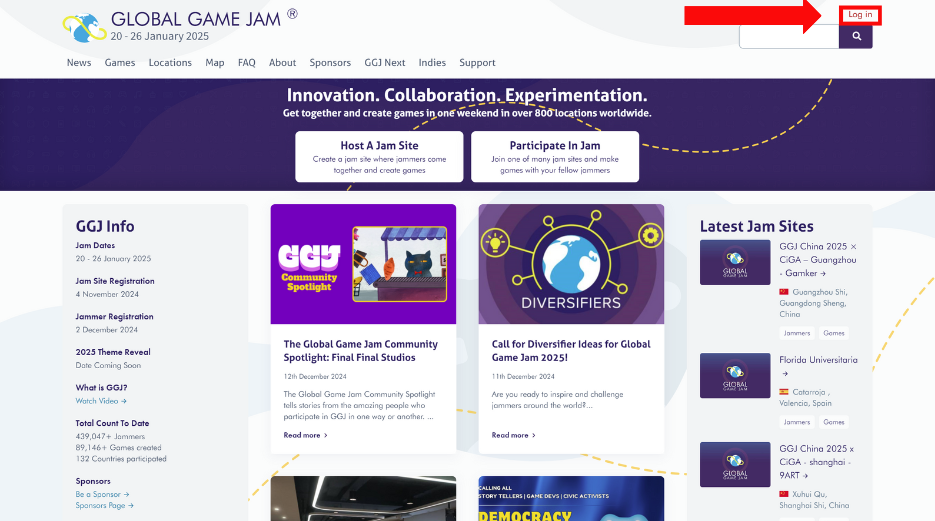 GLOBAL GAME JAM ®
20 - 26 January 2025
Log in
News Games Locations Map FAQ About Sponsors GGJ Next Indies Support
Innovation. Collaboration. Experimentation.
Get together and create games in one weekend in over 800 locations worldwide.
Host A Jam Site
Create a jam site where jammers come
together and create games
Participate In Jam
Join one of many jam sites and make
games with your fellow jammers
GGJ Info
Jam Dates
20 - 26 January 2025
Jam Site Registration
4 November 2024
Jammer Registration
2 December 2024
2025 Theme Reveal
Date Coming Soon
What is GGJ?
Watch Video →
Total Count To Date
439,047+ Jammers
89,146+ Games created
132 Countries participated
Sponsors
Be a Sponsor →
Sponsors Page →
GGJ
Community
Spotlight
The Global Game Jam Community
Spotlight: Final Final Studios
12th December 2024
The Global Game Jam Community Spotlight
tells stories from the amazing people who
participate in GGJ in one way or another. ...
Read more >
DIVERSIFIERS
Call for Diversifier Ideas for Global
Game Jam 2025!
11th December 2024
Are you ready to inspire and challenge
jammers around the world?...
Read more >
CALLING ALL
STORY TELLERS | GAME DEVS | CIVIC ACTIVISTS
DEMOCRACY
Latest Jam Sites
GLOBAL
GAME JAM
GGJ China 2025 ×
CiGA – Guangzhou
- Gamker →
Guangzhou Shi,
Guangdong Sheng,
China
Jammers Games
GLOBAL
GAME JAM
Florida Universitaria
→
Catarroja ,
Valencia, Spain
Jammers Games
GLOBAL
GAME JAM
GGJ China 2025 x
CiGA - shanghai -
9ART →
Xuhui Qu,
Shanghai Shi, China